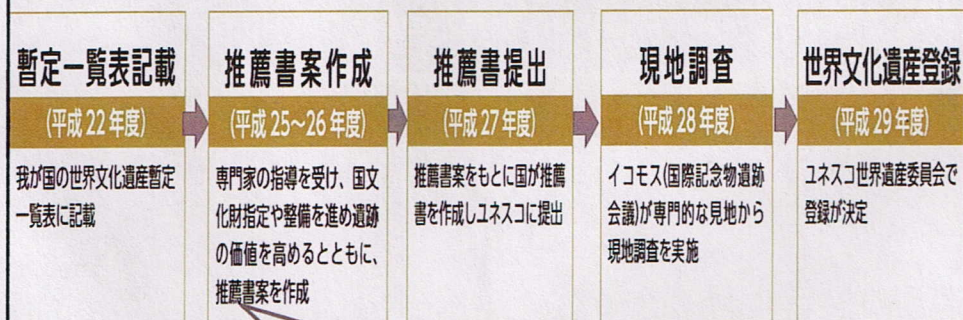 暫定一覧表記載
(平成22年度)
我が国の世界文化遺産暫定
一覧表に記載
推薦書案作成
(平成25~26年度)
専門家の指導を受け、国文
化財指定や整備を進め遺跡
の価値を高めるとともに、
推薦書案を作成
推薦書提出
(平成27年度)
推薦書案をもとに国が推薦
書を作成しユネスコに提出
現地調査
(平成28年度)
イコモス(国際記念物遺跡
会議)が専門的な見地から
現地調査を実施
世界文化遺産登録
(平成29年度)
ユネスコ世界遺産委員会で
登録が決定